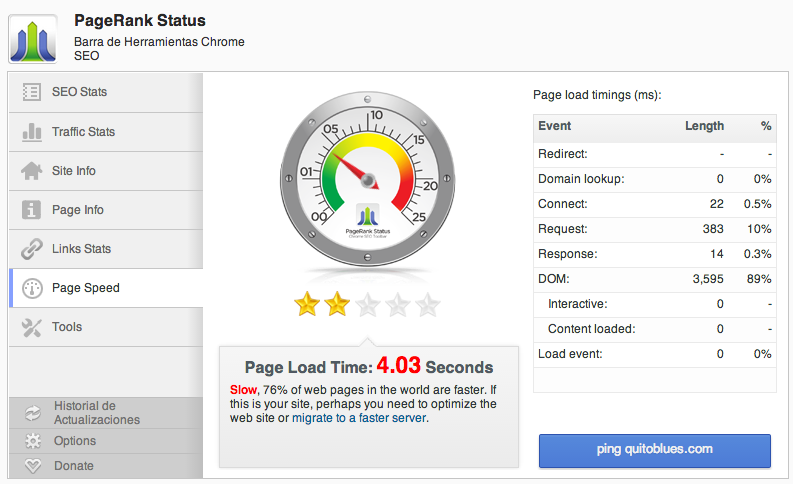 PageRank Status
Barra de Herramientas Chrome
SEO
SEO Stats
Traffic Stats
Site Info
Page Info
Links Stats
Page Speed
Tools
Historial de
Actualizaciones
Options
Donate
00
01
05
10
15
20
25
PageRank Status
Chrome SEO Toolbar
Page Load Time: 4.03 Seconds
Slow, 76% of web pages in the world are faster. If
this is your site, perhaps you need to optimize the
web site or migrate to a faster server.
Page load timings (ms):
Event Length %
Redirect: - -
Domain lookup: 0 0%
Connect: 22 0.5%
Request: 383 10%
Response: 14 0.3%
DOM: 3,595 89%
Interactive: 0 -
Content loaded: 0 -
Load event: 0 0%
ping quitoblues.com